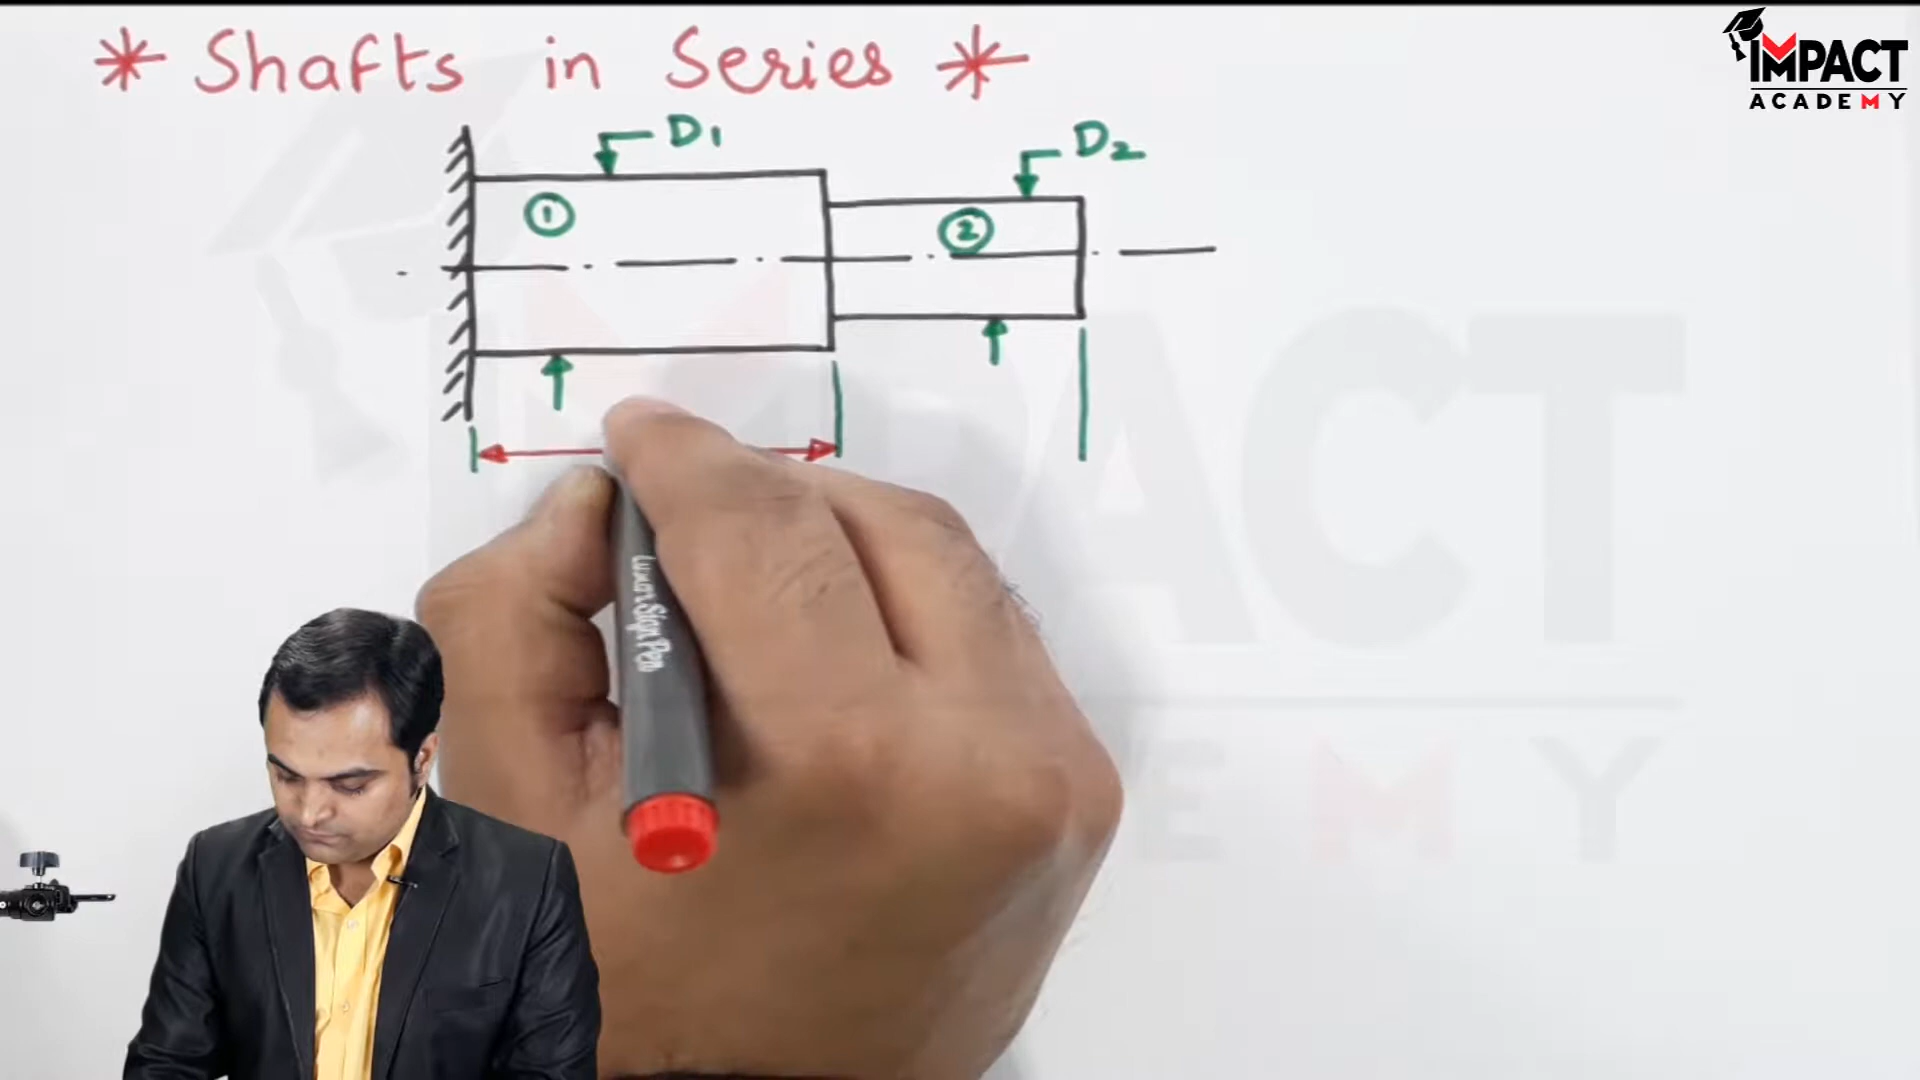 * Shafts in Series *
IMPACT
ACADEMY
D1
D2
1
2
Luxor Sign Pen